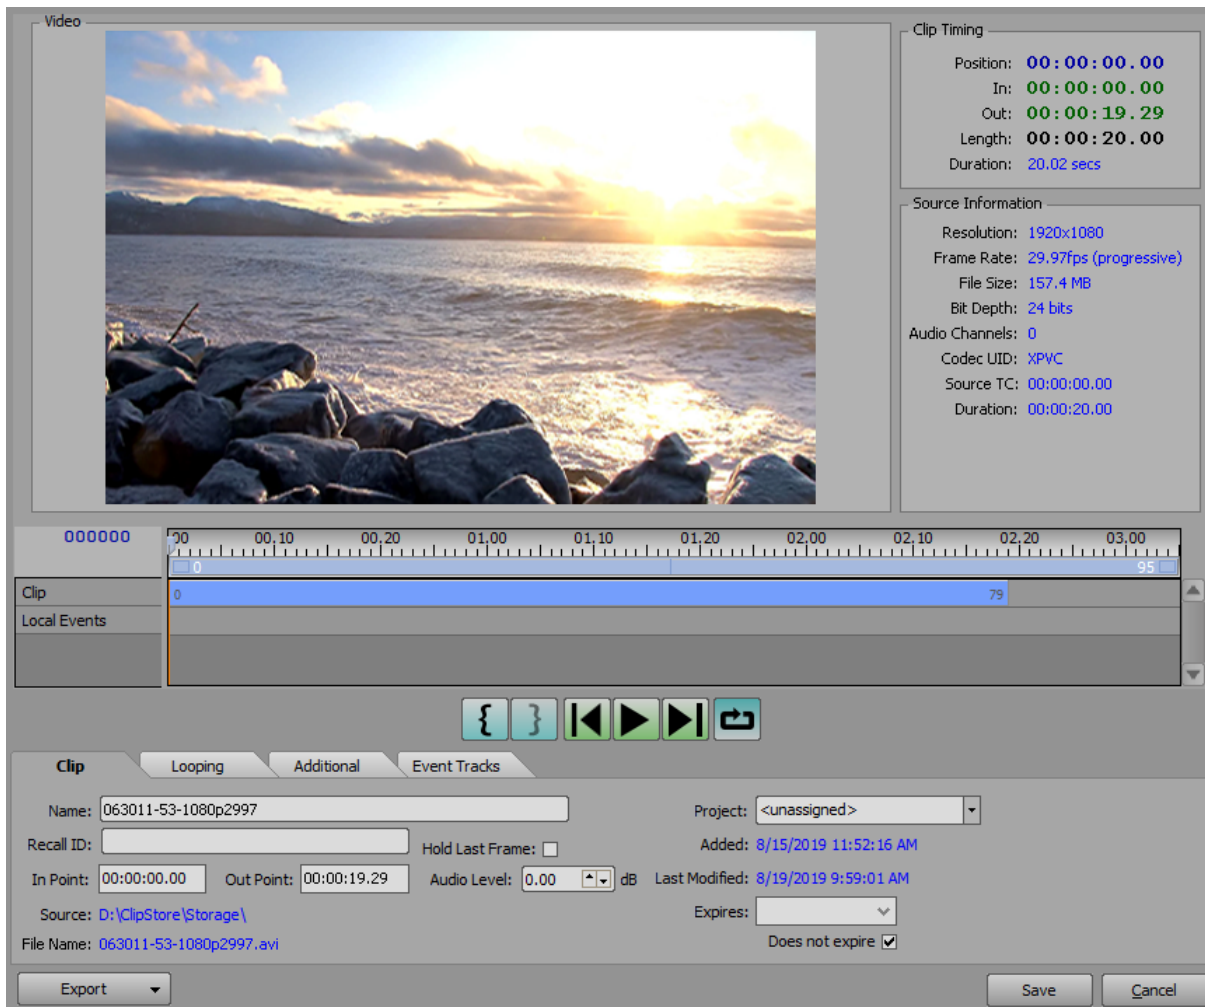 Video
Clip Timing
Position: 00:00:00.00
In: 00:00:00.00
Out: 00:00:19.29
Length: 00:00:20.00
Duration: 20.02 secs
Source Information
Resolution: 1920x1080
Frame Rate: 29.97fps (progressive)
File Size: 157.4 MB
Bit Depth: 24 bits
Audio Channels: 0
Codec UID: XPVC
Source TC: 00:00:00.00
Duration: 00:00:20.00
000000
00 00.10 00.20 01.00 01.10 01.20 02.00 02.10 02.20 03.00
0 95
Clip 0 79
Local Events
{ }
Clip Looping Additional Event Tracks
Name: 063011-53-1080p2997
Project: <unassigned>
Recall ID:
Hold Last Frame:
Added: 8/15/2019 11:52:16 AM
In Point: 00:00:00.00 Out Point: 00:00:19.29 Audio Level: 0.00 dB
Last Modified: 8/19/2019 9:59:01 AM
Source: D:\ClipStore\Storage\
Expires:
File Name: 063011-53-1080p2997.avi
Does not expire
Export Save Cancel